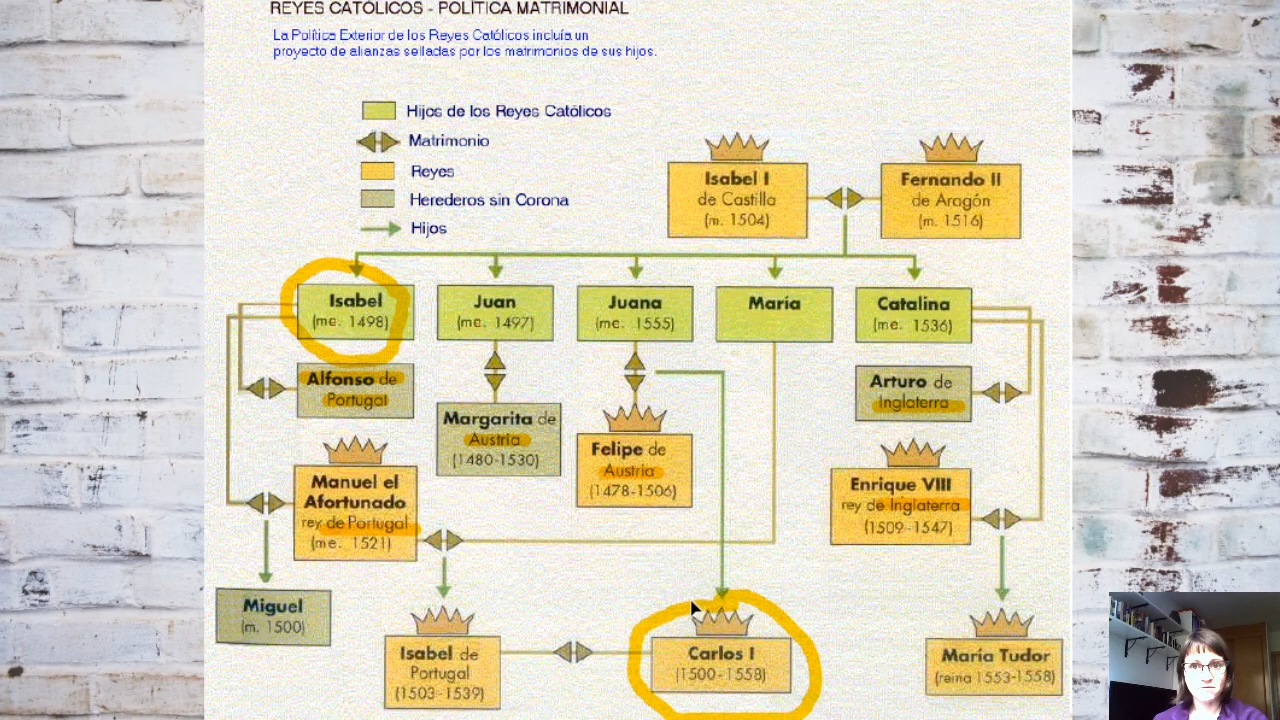 REYES CATÓLICOS - POLÍTICA MATRIMONIAL
La Política Exterior de los Reyes Católicos incluía un
proyecto de alianzas selladas por los matrimonios de sus hijos.
Hijos de los Reyes Católicos
Matrimonio
Reyes
Herederos sin Corona
Hijos
Isabel I
de Castilla
(m. 1504)
Fernando II
de Aragón
(m. 1516)
Isabel
(me. 1498)
Juan
(me. 1497)
Juana
(me. 1555)
María
Catalina
(me. 1536)
Alfonso de
Portugal
Margarita de
Austria
(1480-1530)
Felipe de
Austria
(1478-1506)
Arturo de
Inglaterra
Manuel el
Afortunado
rey de Portugal
(me. 1521)
Enrique VIII
rey de Inglaterra
(1509-1547)
Miguel
(m. 1500)
Isabel de
Portugal
(1503-1539)
Carlos I
(1500-1558)
María Tudor
(reina 1553-1558)